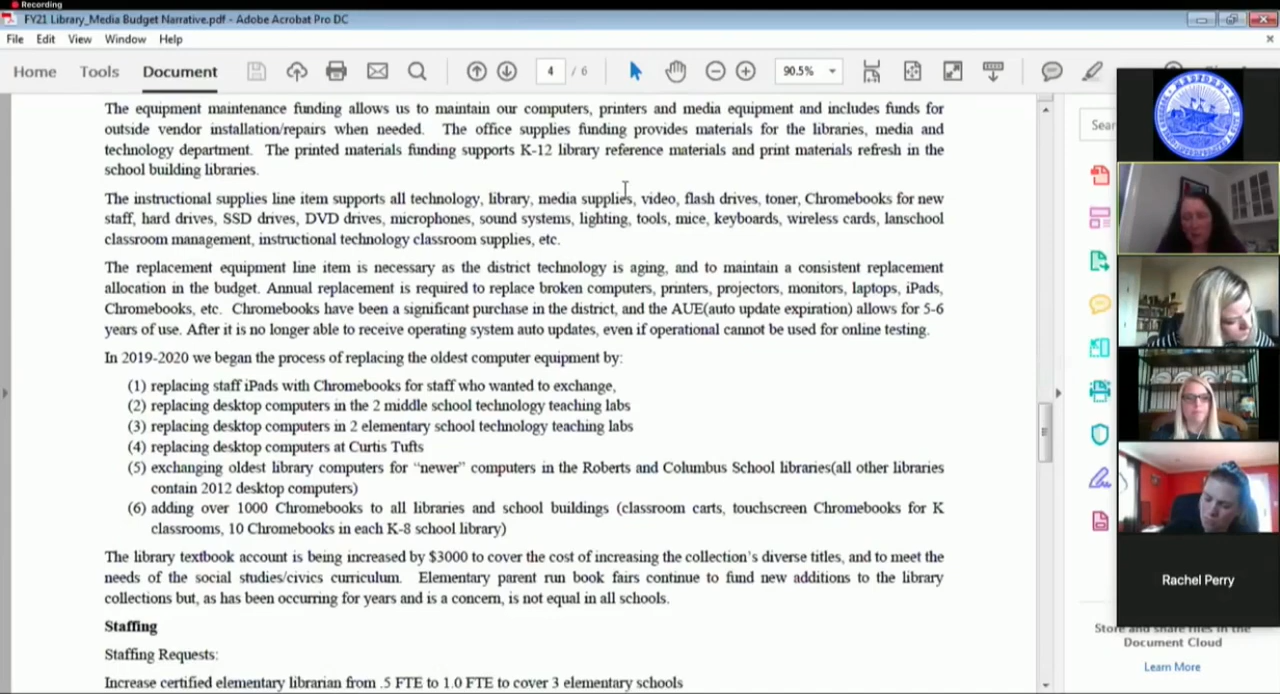 Recording
FY21 Library_Media Budget Narrative.pdf - Adobe Acrobat Pro DC
File Edit View Window Help
Home Tools Document 4 / 6 90.5%
The equipment maintenance funding allows us to maintain our computers, printers and media equipment and includes funds for
outside vendor installation/repairs when needed. The office supplies funding provides materials for the libraries, media and
technology department. The printed materials funding supports K-12 library reference materials and print materials refresh in the
school building libraries.
The instructional supplies line item supports all technology, library, media supplies, video, flash drives, toner, Chromebooks for new
staff, hard drives, SSD drives, DVD drives, microphones, sound systems, lighting, tools, mice, keyboards, wireless cards, lanschool
classroom management, instructional technology classroom supplies, etc.
The replacement equipment line item is necessary as the district technology is aging, and to maintain a consistent replacement
allocation in the budget. Annual replacement is required to replace broken computers, printers, projectors, monitors, laptops, iPads,
Chromebooks, etc. Chromebooks have been a significant purchase in the district, and the AUE(auto update expiration) allows for 5-6
years of use. After it is no longer able to receive operating system auto updates, even if operational cannot be used for online testing.
In 2019-2020 we began the process of replacing the oldest computer equipment by:
(1) replacing staff iPads with Chromebooks for staff who wanted to exchange,
(2) replacing desktop computers in the 2 middle school technology teaching labs
(3) replacing desktop computers in 2 elementary school technology teaching labs
(4) replacing desktop computers at Curtis Tufts
(5) exchanging oldest library computers for “newer” computers in the Roberts and Columbus School libraries(all other libraries
contain 2012 desktop computers)
(6) adding over 1000 Chromebooks to all libraries and school buildings (classroom carts, touchscreen Chromebooks for K
classrooms, 10 Chromebooks in each K-8 school library)
The library textbook account is being increased by $3000 to cover the cost of increasing the collection’s diverse titles, and to meet the
needs of the social studies/civics curriculum. Elementary parent run book fairs continue to fund new additions to the library
collections but, as has been occurring for years and is a concern, is not equal in all schools.
Staffing
Staffing Requests:
Increase certified elementary librarian from .5 FTE to 1.0 FTE to cover 3 elementary schools
Sear
Rachel Perry
Store and share files in the
Document Cloud
Learn More